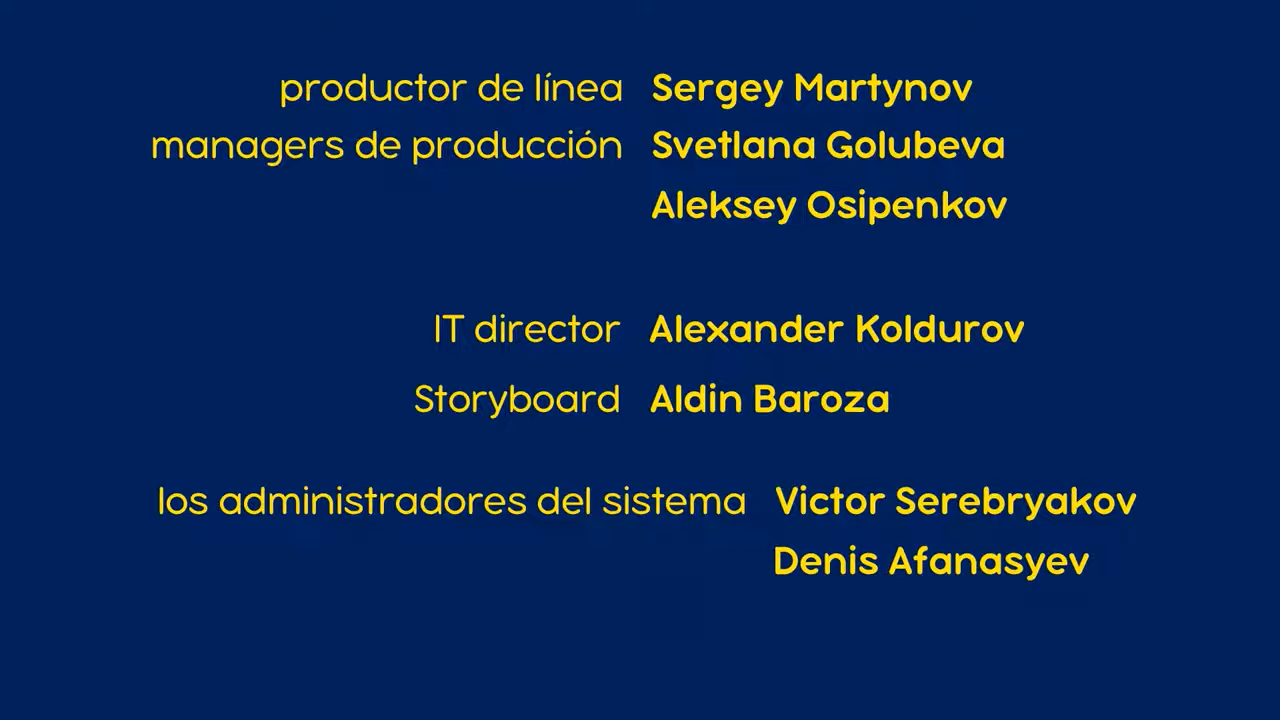 productor de línea Sergey Martynov
managers de producción Svetlana Golubeva
Aleksey Osipenkov
IT director Alexander Koldurov
Storyboard Aldin Baroza
los administradores del sistema Victor Serebryakov
Denis Afanasyev